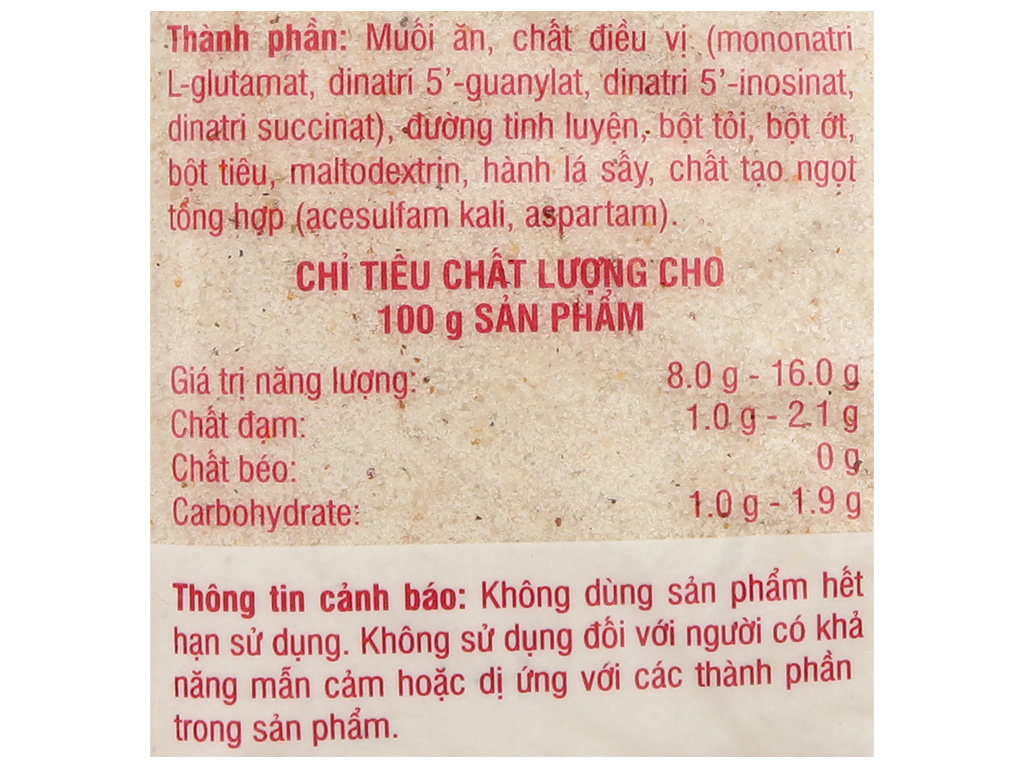 Thành phần: Muối ăn, chất điều vị (mononatri
L-glutamat, dinatri 5'-guanylat, dinatri 5'-inosinat,
dinatri succinat), đường tinh luyện, bột tỏi, bột ớt,
bột tiêu, maltodextrin, hành lá sấy, chất tạo ngọt
tổng hợp (acesulfam kali, aspartam).
CHỈ TIÊU CHẤT LƯỢNG CHO
100 g SẢN PHẨM
Giá trị năng lượng: 8.0 g - 16.0 g
Chất đạm: 1.0 g - 2.1 g
Chất béo: 0 g
Carbohydrate: 1.0 g - 1.9 g
Thông tin cảnh báo: Không dùng sản phẩm hết
hạn sử dụng. Không sử dụng đối với người có khả
năng mẫn cảm hoặc dị ứng với các thành phần
trong sản phẩm.